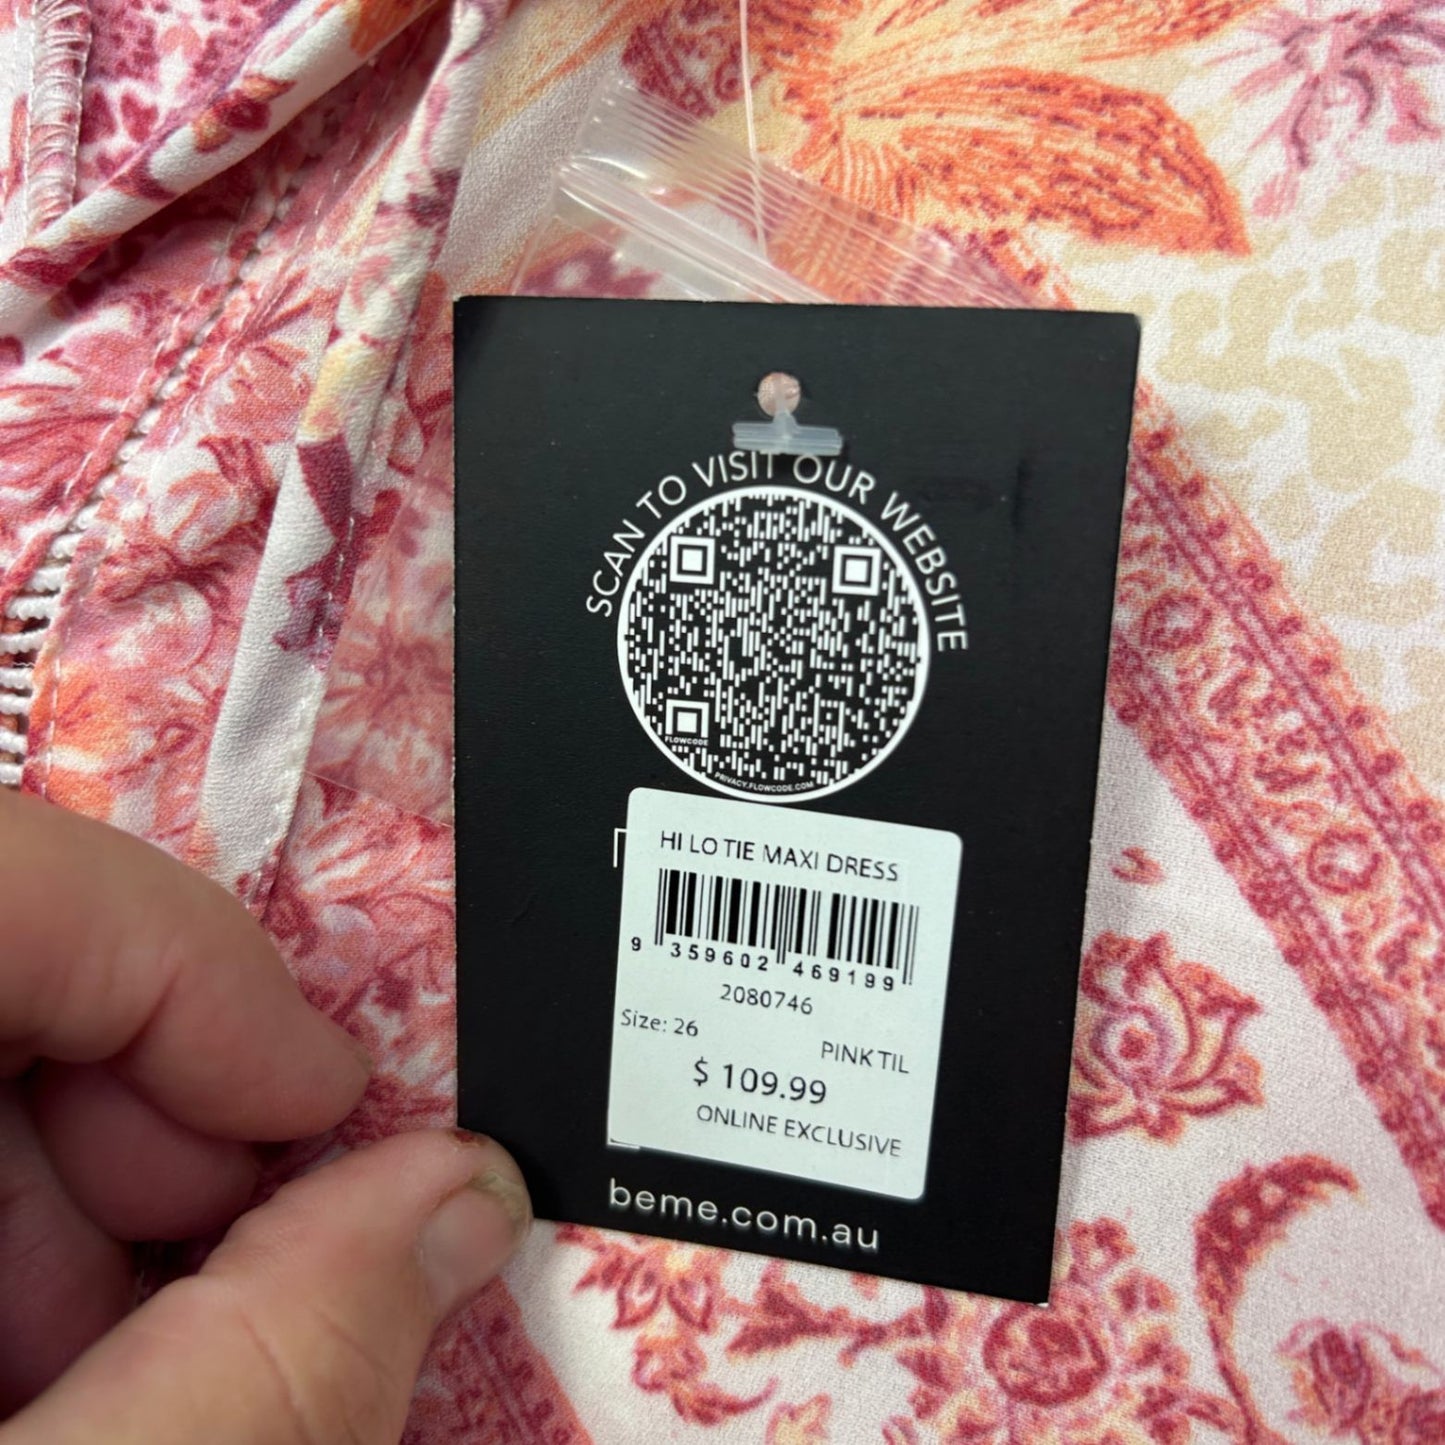 SCAN TO VISIT OUR WEBSITE
FLOWCODE
PRIVACY.FLOWCODE.COM
HI LO TIE MAXI DRESS
9 359602 469199
2080746
Size: 26
PINK TIL
$ 109.99
ONLINE EXCLUSIVE
beme.com.au